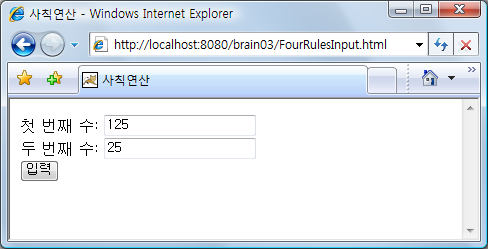 사칙연산 - Windows Internet Explorer
http://localhost:8080/brain03/FourRulesInput.html
사칙연산
첫 번째 수: 125
두 번째 수: 25
입력